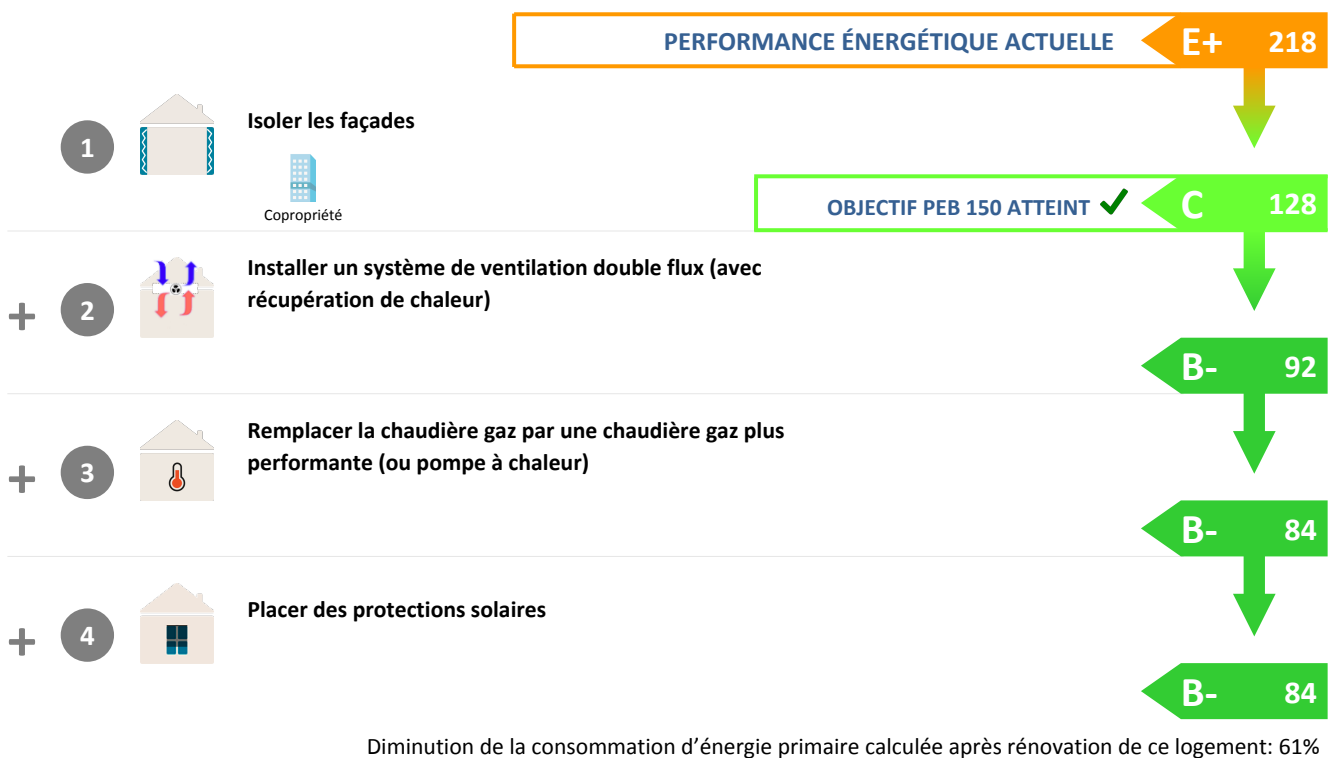 PERFORMANCE ÉNERGÉTIQUE ACTUELLE E+ 218
1 Isoler les façades
Copropriété
OBJECTIF PEB 150 ATTEINT ✔ C 128
+ 2 Installer un système de ventilation double flux (avec
récupération de chaleur)
B- 92
+ 3 Remplacer la chaudière gaz par une chaudière gaz plus
performante (ou pompe à chaleur)
B- 84
+ 4 Placer des protections solaires
B- 84
Diminution de la consommation d’énergie primaire calculée après rénovation de ce logement: 61%